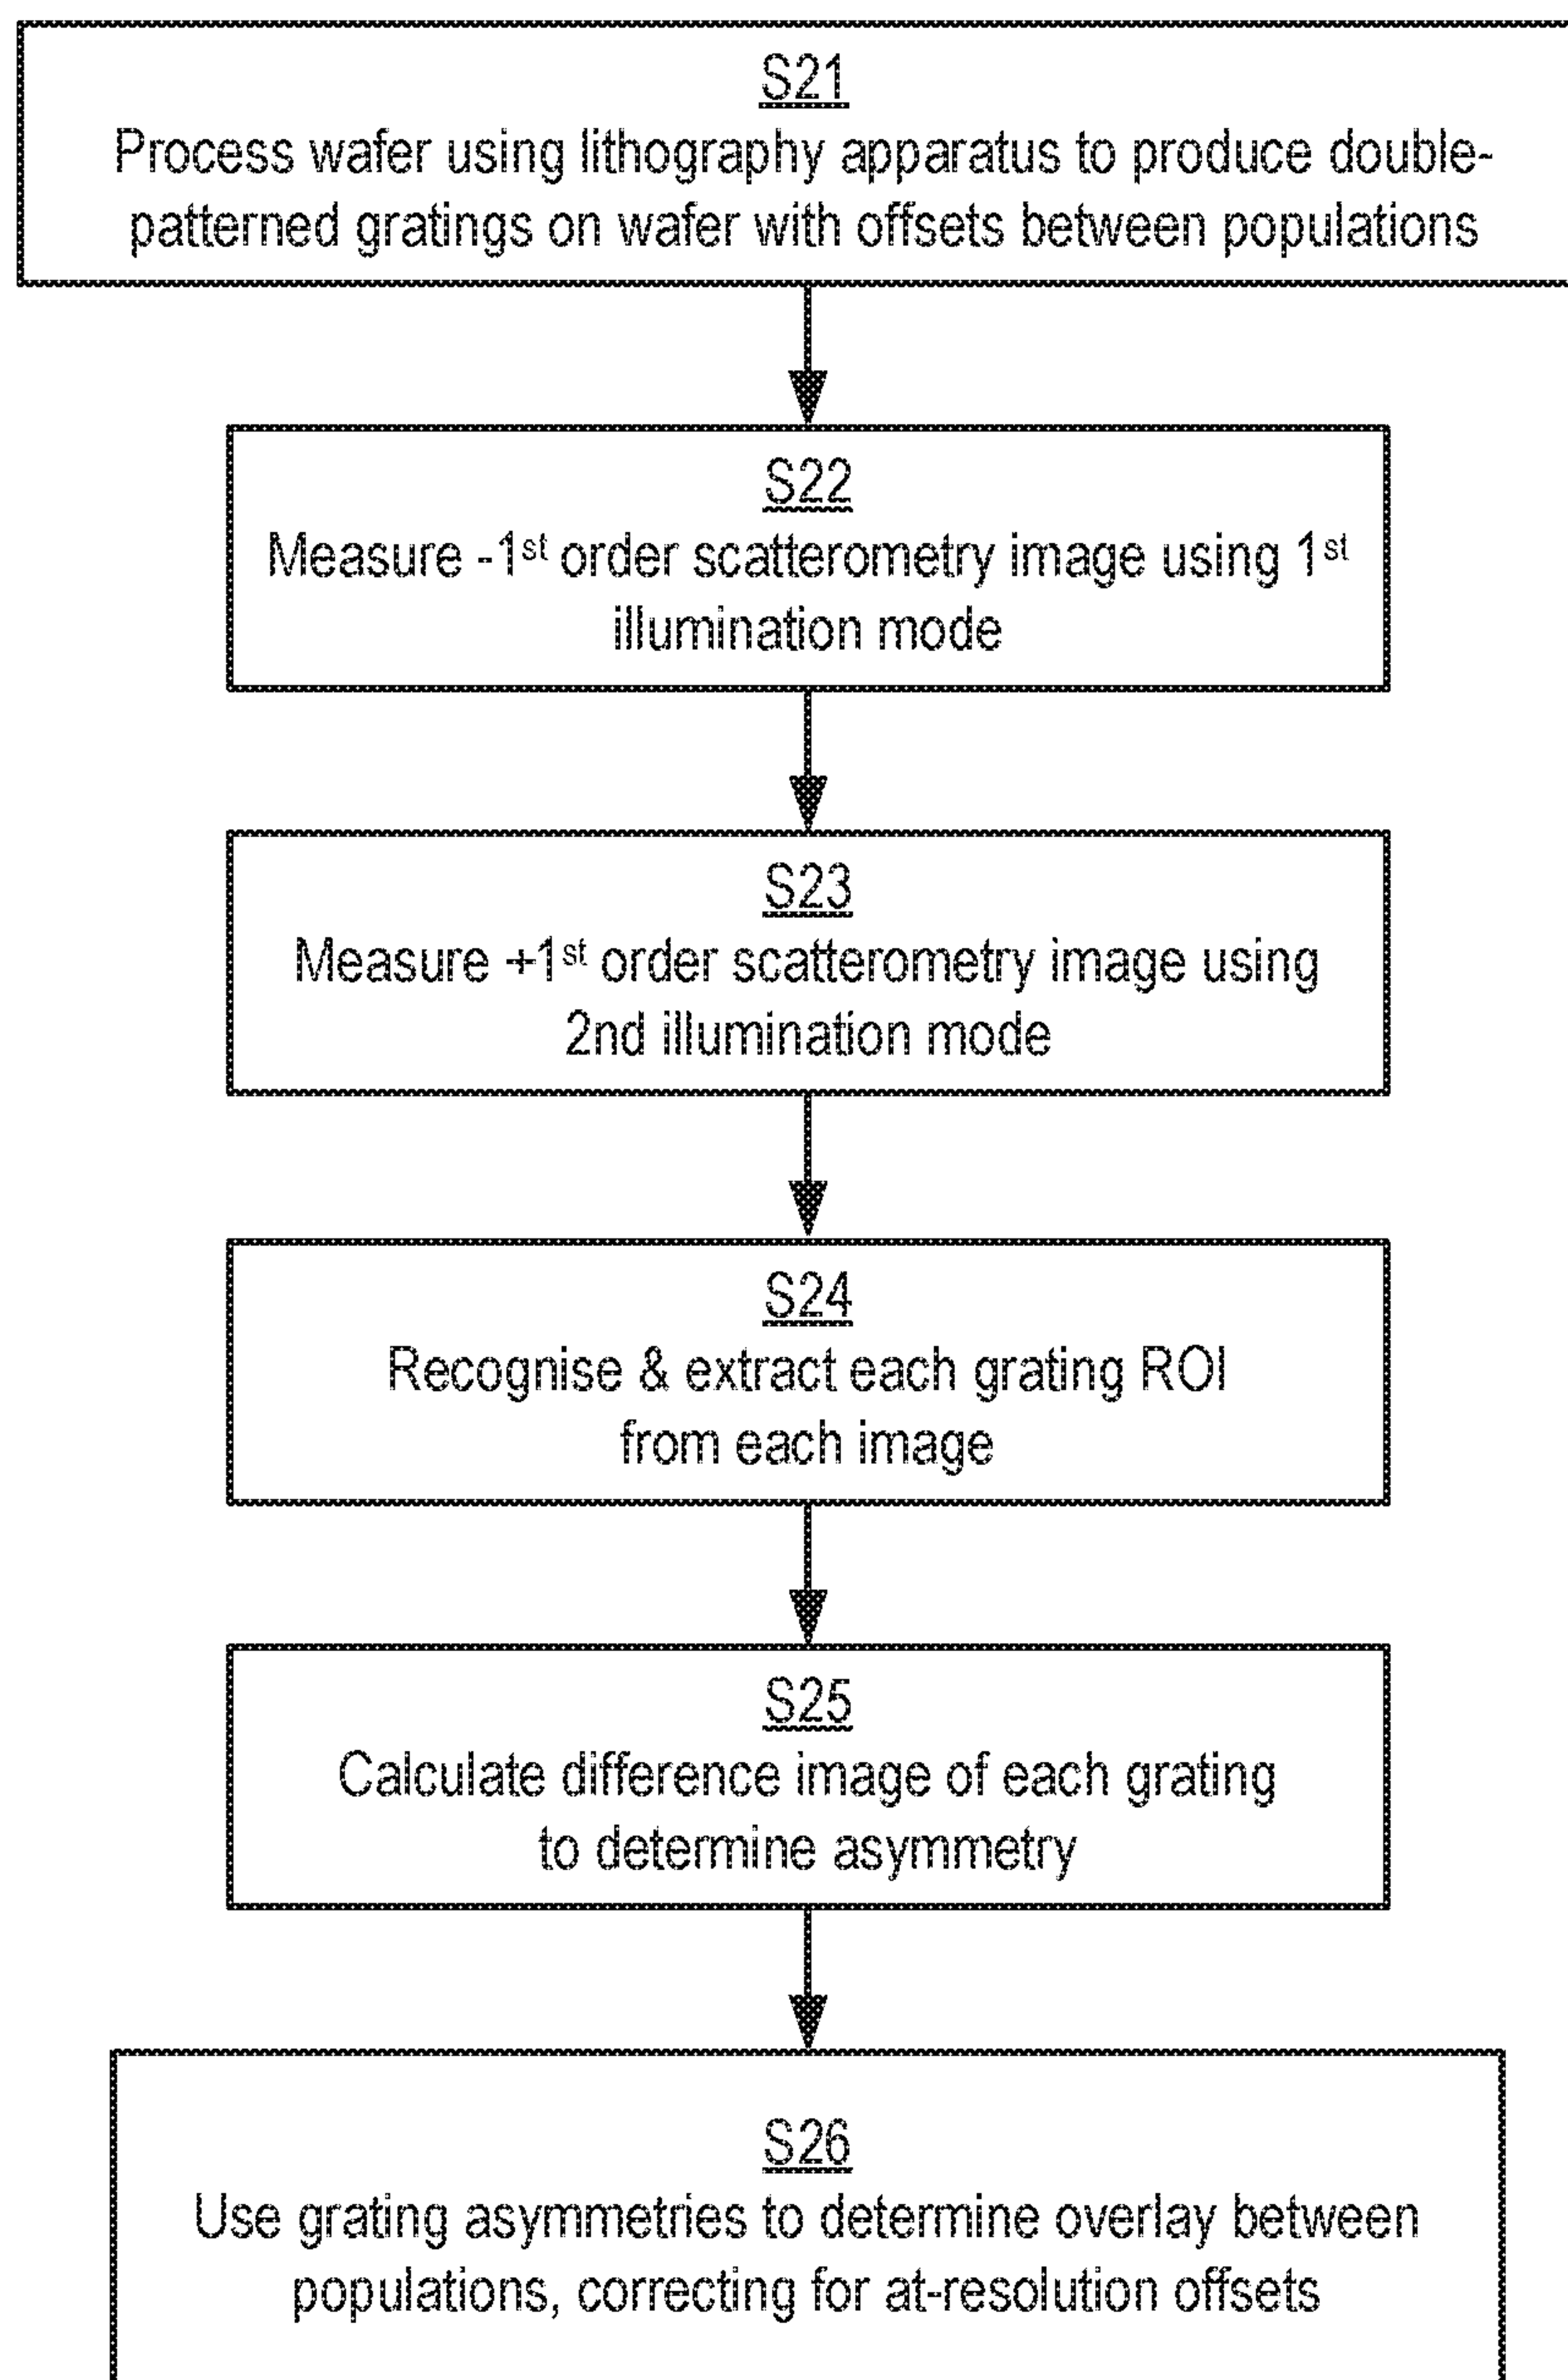 S21
Process wafer using lithography apparatus to produce double-
patterned gratings on wafer with offsets between populations
S22
Measure -1st order scatterometry image using 1st
illumination mode
S23
Measure +1st order scatterometry image using
2nd illumination mode
S24
Recognise & extract each grating ROI
from each image
S25
Calculate difference image of each grating
to determine asymmetry
S26
Use grating asymmetries to determine overlay between
populations, correcting for at-resolution offsets